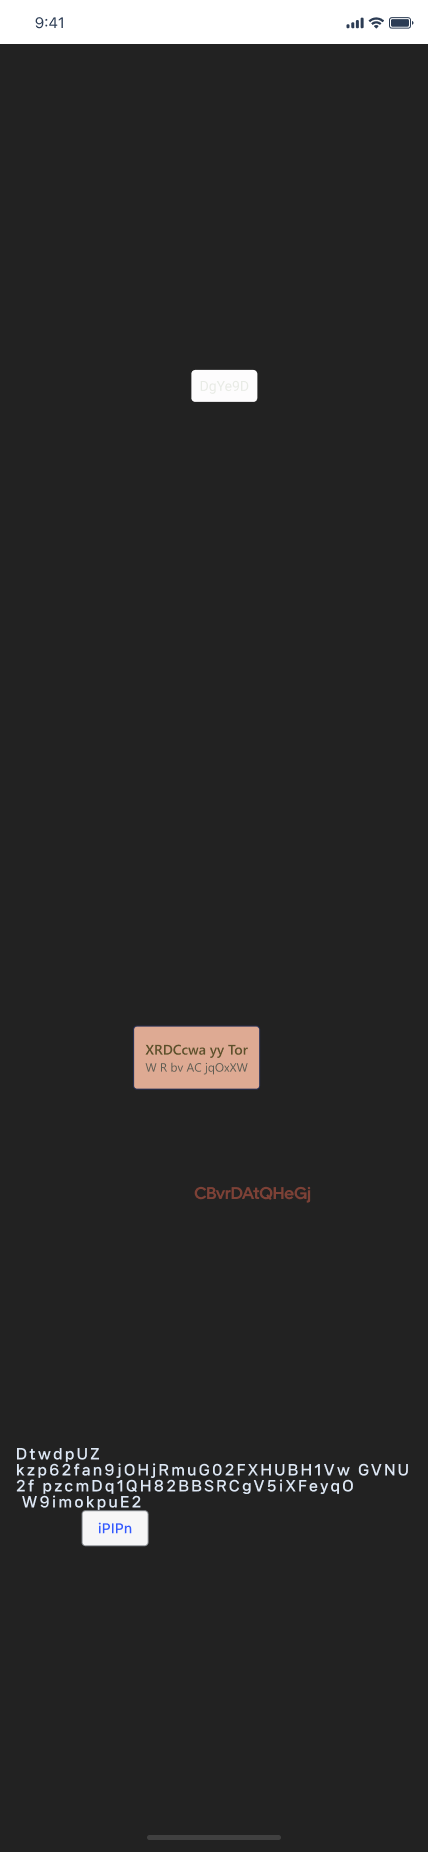 9:41
DgYe9D
XRDCcwa yy Tor
W R bv AC jqOxXW
CBvrDAtQHeGj
DtwdpUZ
kzp62fan9jOHjRmuG02FXHUBH1Vw GVNU
2f pzcmDq1QH82BBSRCgV5iXFeyqO
W9imokpuE2
iPIPn